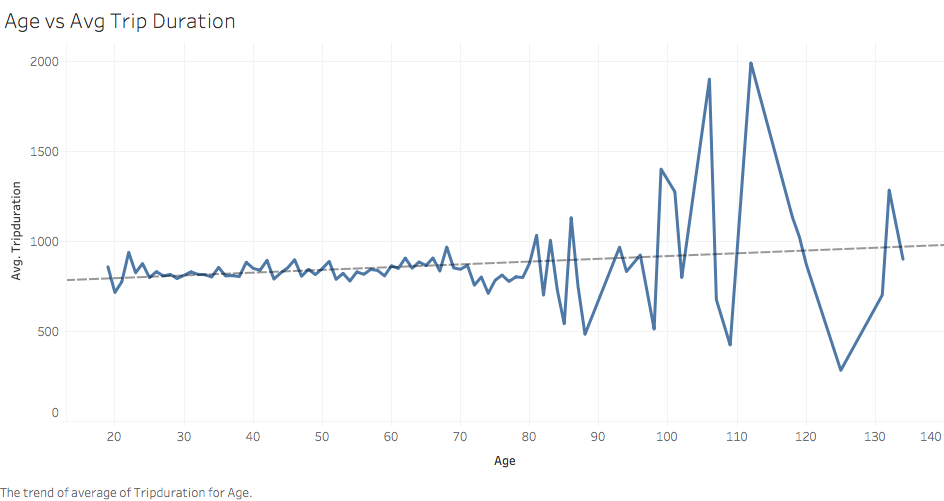 Age vs Avg Trip Duration
2000
1500
1000
500
0
Avg. Tripduration
20 30 40 50 60 70 80 90 100 110 120 130 140
Age
The trend of average of Tripduration for Age.